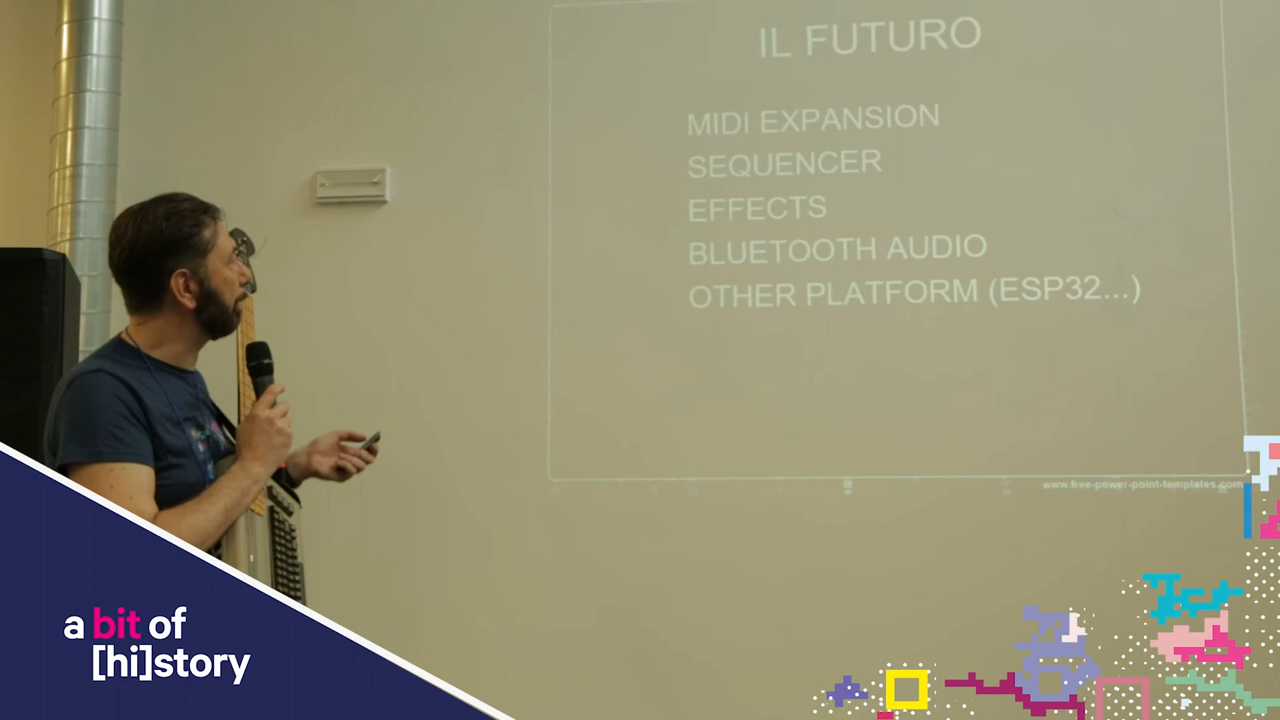 IL FUTURO
MIDI EXPANSION
SEQUENCER
EFFECTS
BLUETOOTH AUDIO
OTHER PLATFORM (ESP32...)
www.free-power-point-templates.com
a bit of
[hi]story